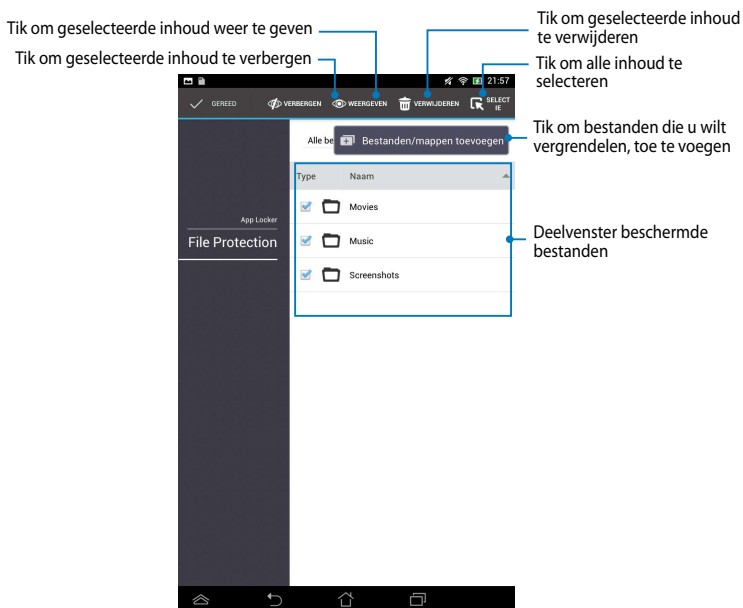 Tik om geselecteerde inhoud weer te geven
Tik om geselecteerde inhoud te verbergen
Tik om geselecteerde inhoud
te verwijderen
Tik om alle inhoud te
selecteren
21:57
GEREED
VERBERGEN
WEERGEVEN
VERWIJDEREN
SELECT
IE
Alle be
Bestanden/mappen toevoegen
Tik om bestanden die u wilt
vergrendelen, toe te voegen
Type Naam
Movies
App Locker
File Protection
Music
Deelvenster beschermde
bestanden
Screenshots